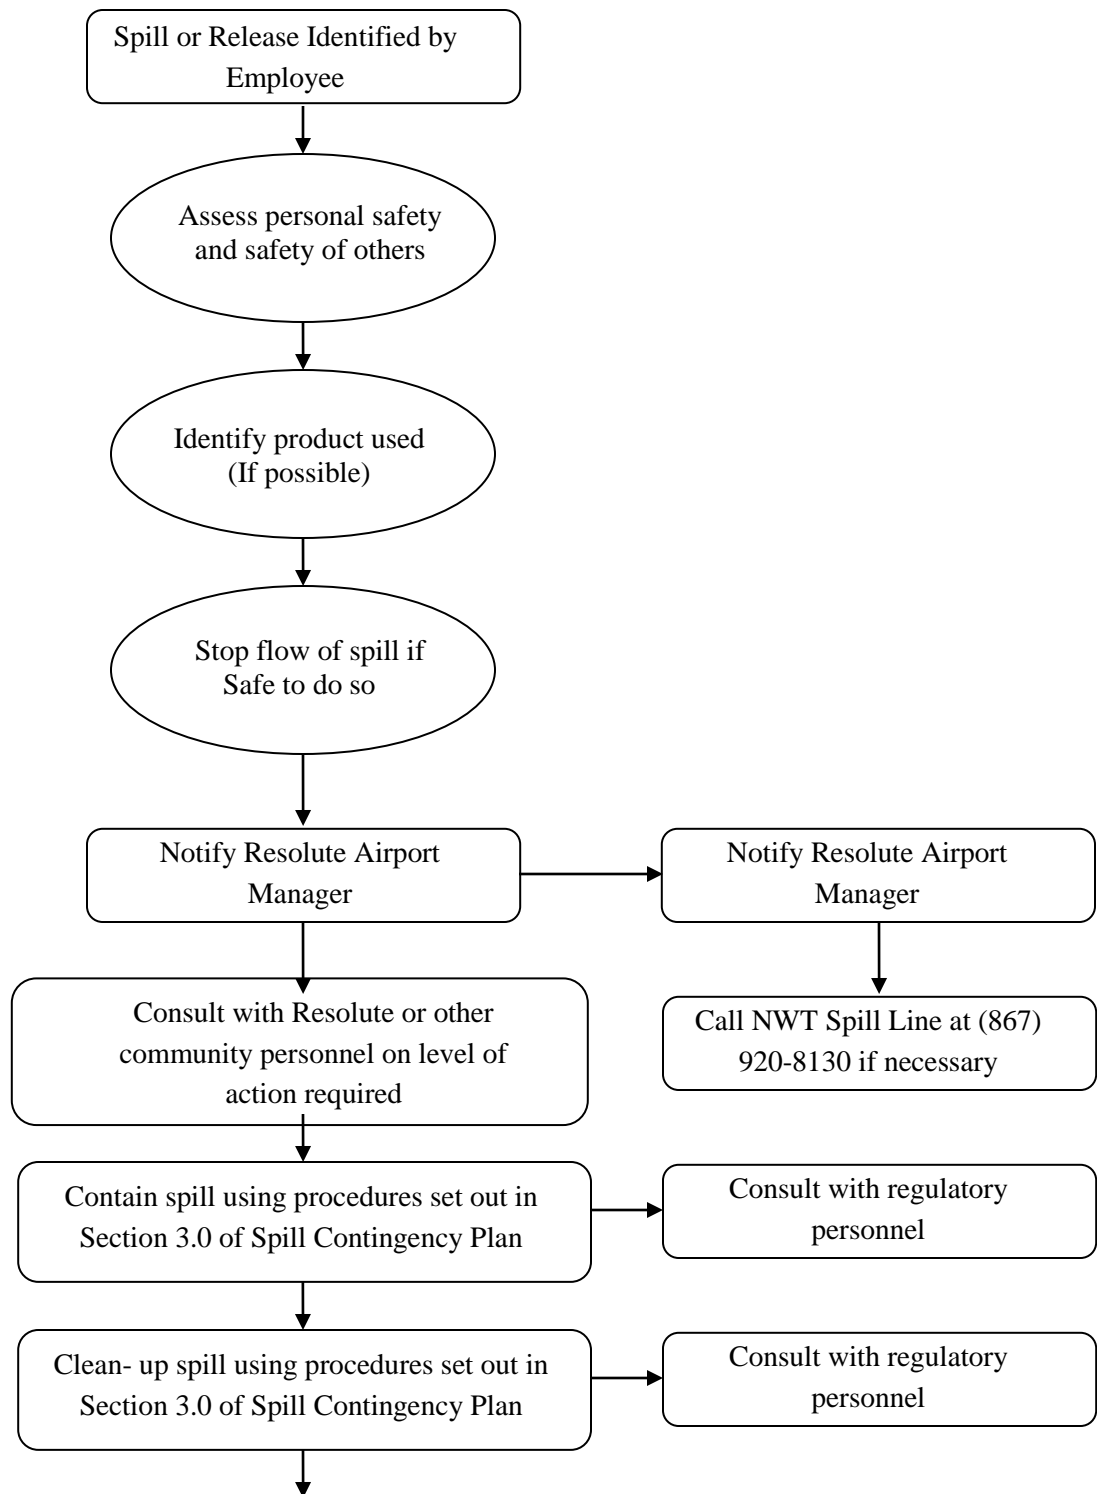 Spill or Release Identified by
Employee
Assess personal safety
and safety of others
Identify product used
(If possible)
Stop flow of spill if
Safe to do so
Notify Resolute Airport
Manager
Notify Resolute Airport
Manager
Consult with Resolute or other
community personnel on level of
action required
Call NWT Spill Line at (867)
920-8130 if necessary
Contain spill using procedures set out in
Section 3.0 of Spill Contingency Plan
Consult with regulatory
personnel
Clean- up spill using procedures set out in
Section 3.0 of Spill Contingency Plan
Consult with regulatory
personnel